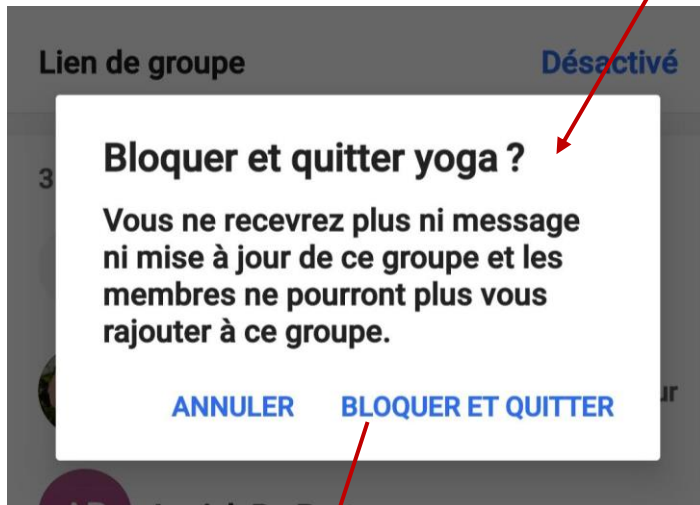 Lien de groupe Désactivé
3
Bloquer et quitter yoga ?
Vous ne recevrez plus ni message
ni mise à jour de ce groupe et les
membres ne pourront plus vous
rajouter à ce groupe.
ANNULER BLOQUER ET QUITTER